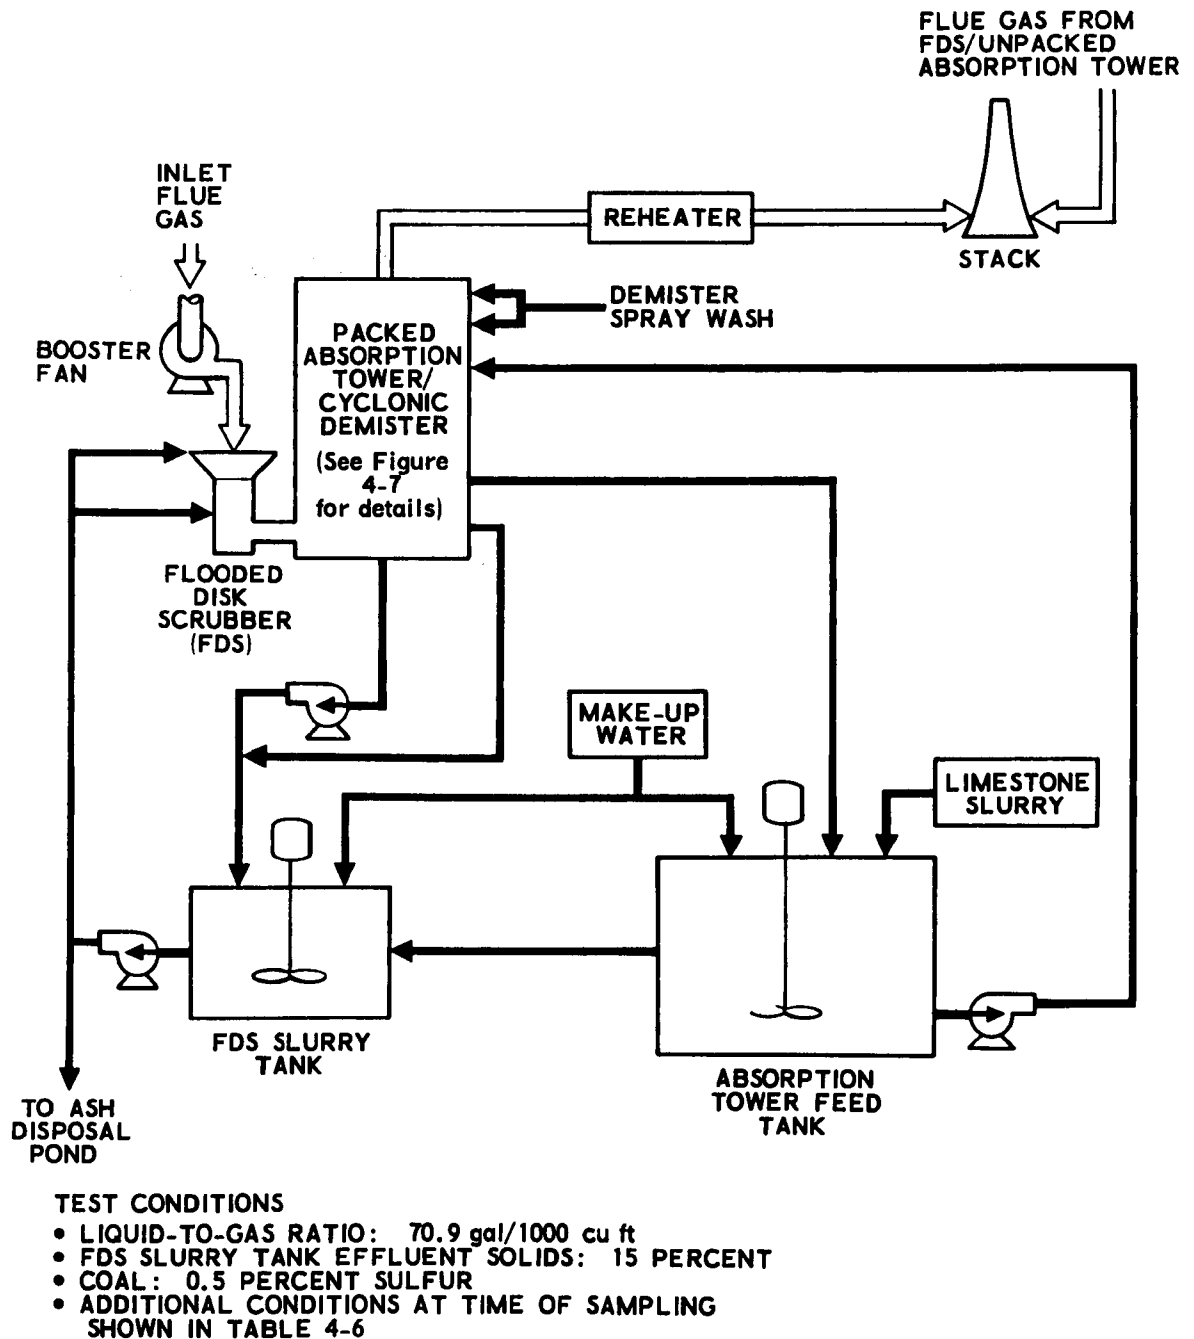 FLUE GAS FROM
FDS/UNPACKED
ABSORPTION TOWER
INLET
FLUE
GAS
REHEATER
STACK
DEMISTER
SPRAY WASH
BOOSTER
FAN
PACKED
ABSORPTION
TOWER/
CYCLONIC
DEMISTER
(See Figure
4-7
for details)
FLOODED
DISK
SCRUBBER
(FDS)
MAKE-UP
WATER
LIMESTONE
SLURRY
FDS SLURRY
TANK
ABSORPTION
TOWER FEED
TANK
TO ASH
DISPOSAL
POND
TEST CONDITIONS
• LIQUID-TO-GAS RATIO: 70.9 gal/1000 cu ft
• FDS SLURRY TANK EFFLUENT SOLIDS: 15 PERCENT
• COAL: 0.5 PERCENT SULFUR
• ADDITIONAL CONDITIONS AT TIME OF SAMPLING
SHOWN IN TABLE 4-6